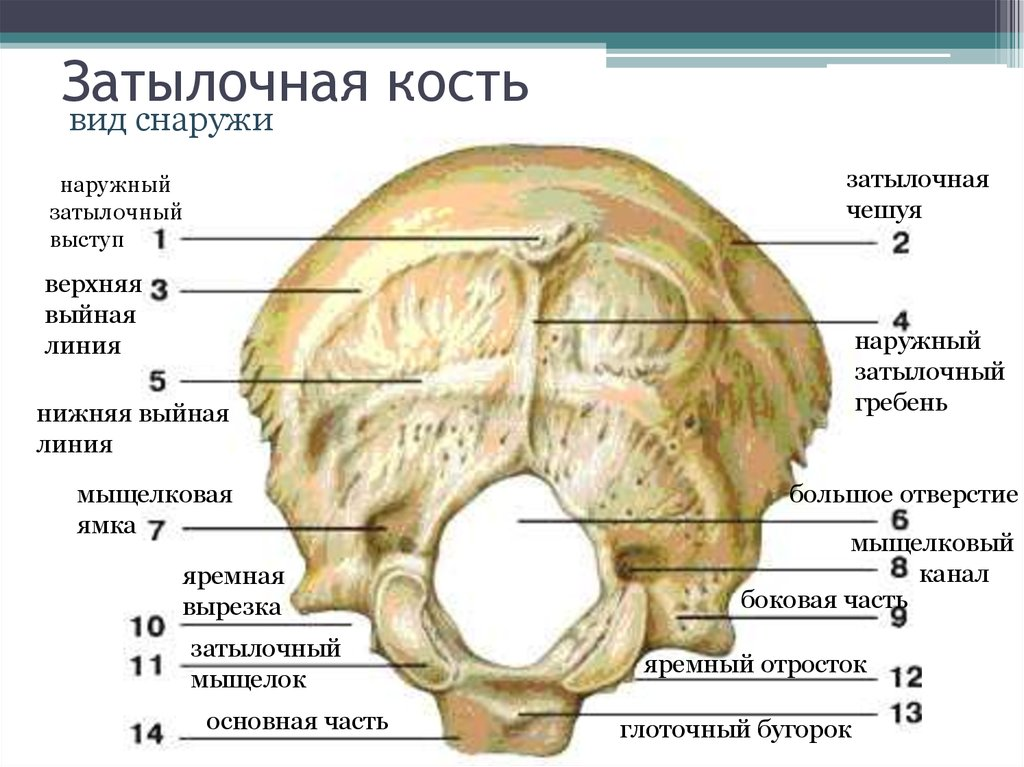 Затылочная кость
вид снаружи
наружный
затылочный
выступ 1
затылочная
чешуя
2
верхняя
выйная
линия
3
4
наружный
затылочный
гребень
5
нижняя выйная
линия
мыщелковая
ямка 7
большое отверстие
6
мыщелковый
канал
8
боковая часть
9
яремная
вырезка
10
затылочный
мыщелок
11
яремный отросток
12
основная часть
14
13
глоточный бугорок